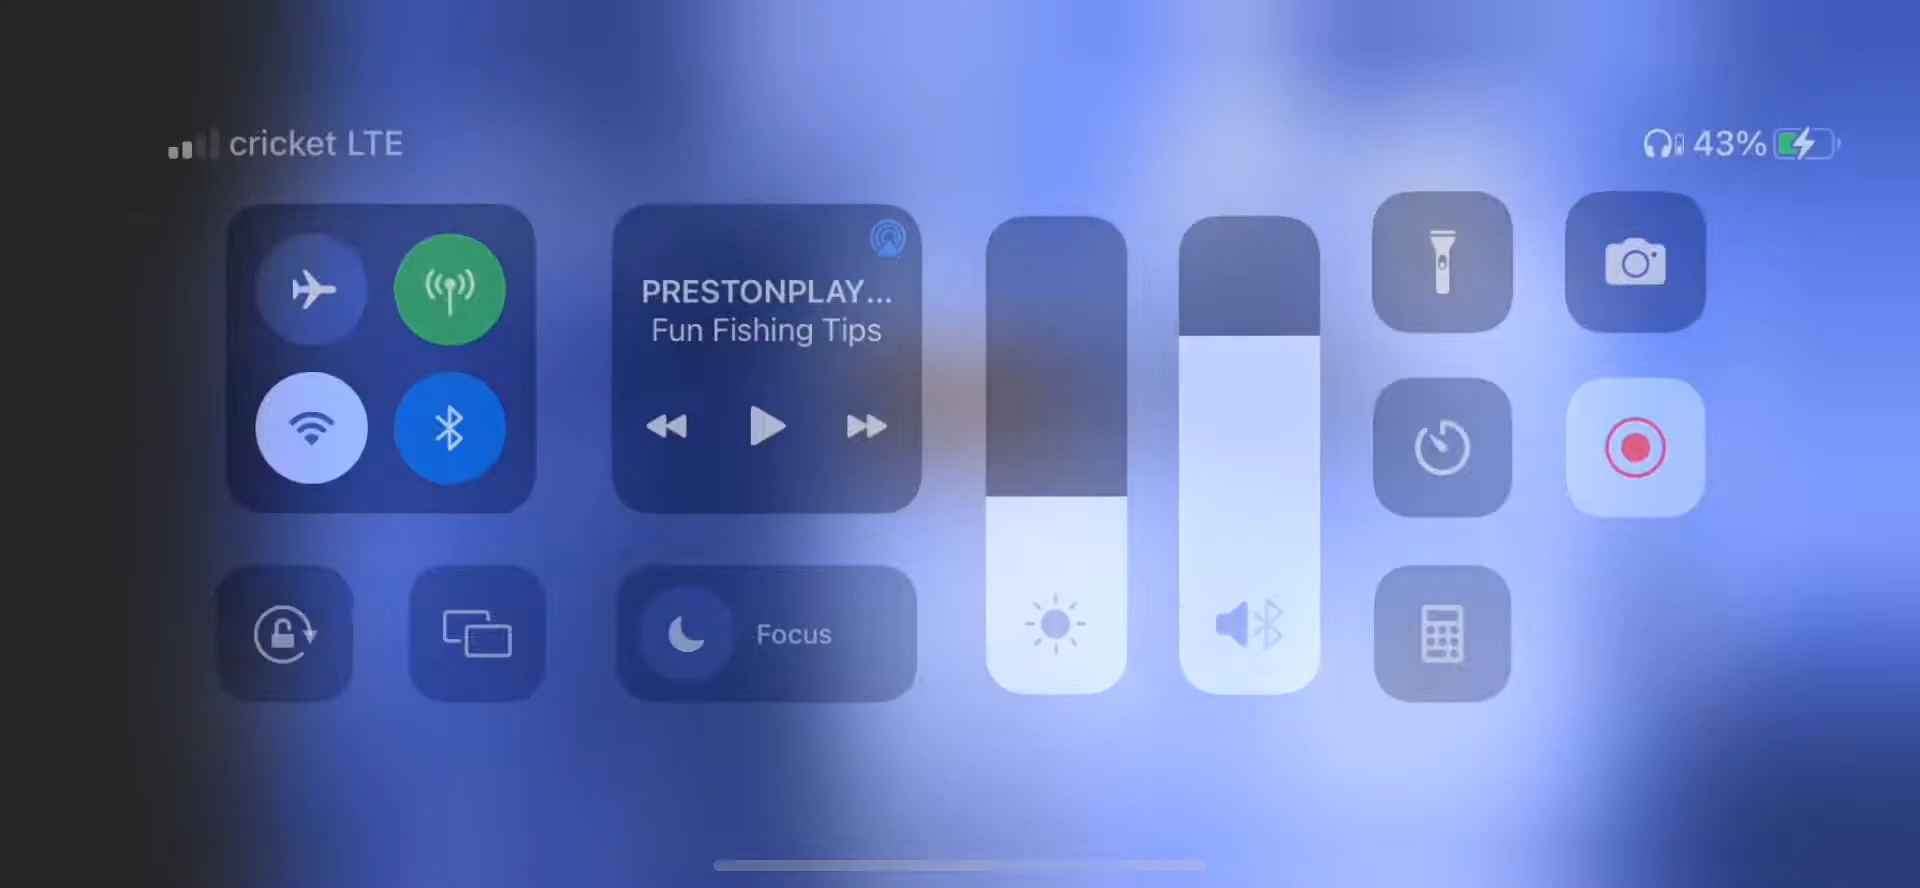 cricket LTE
43%
PRESTONPLAY...
Fun Fishing Tips
Focus